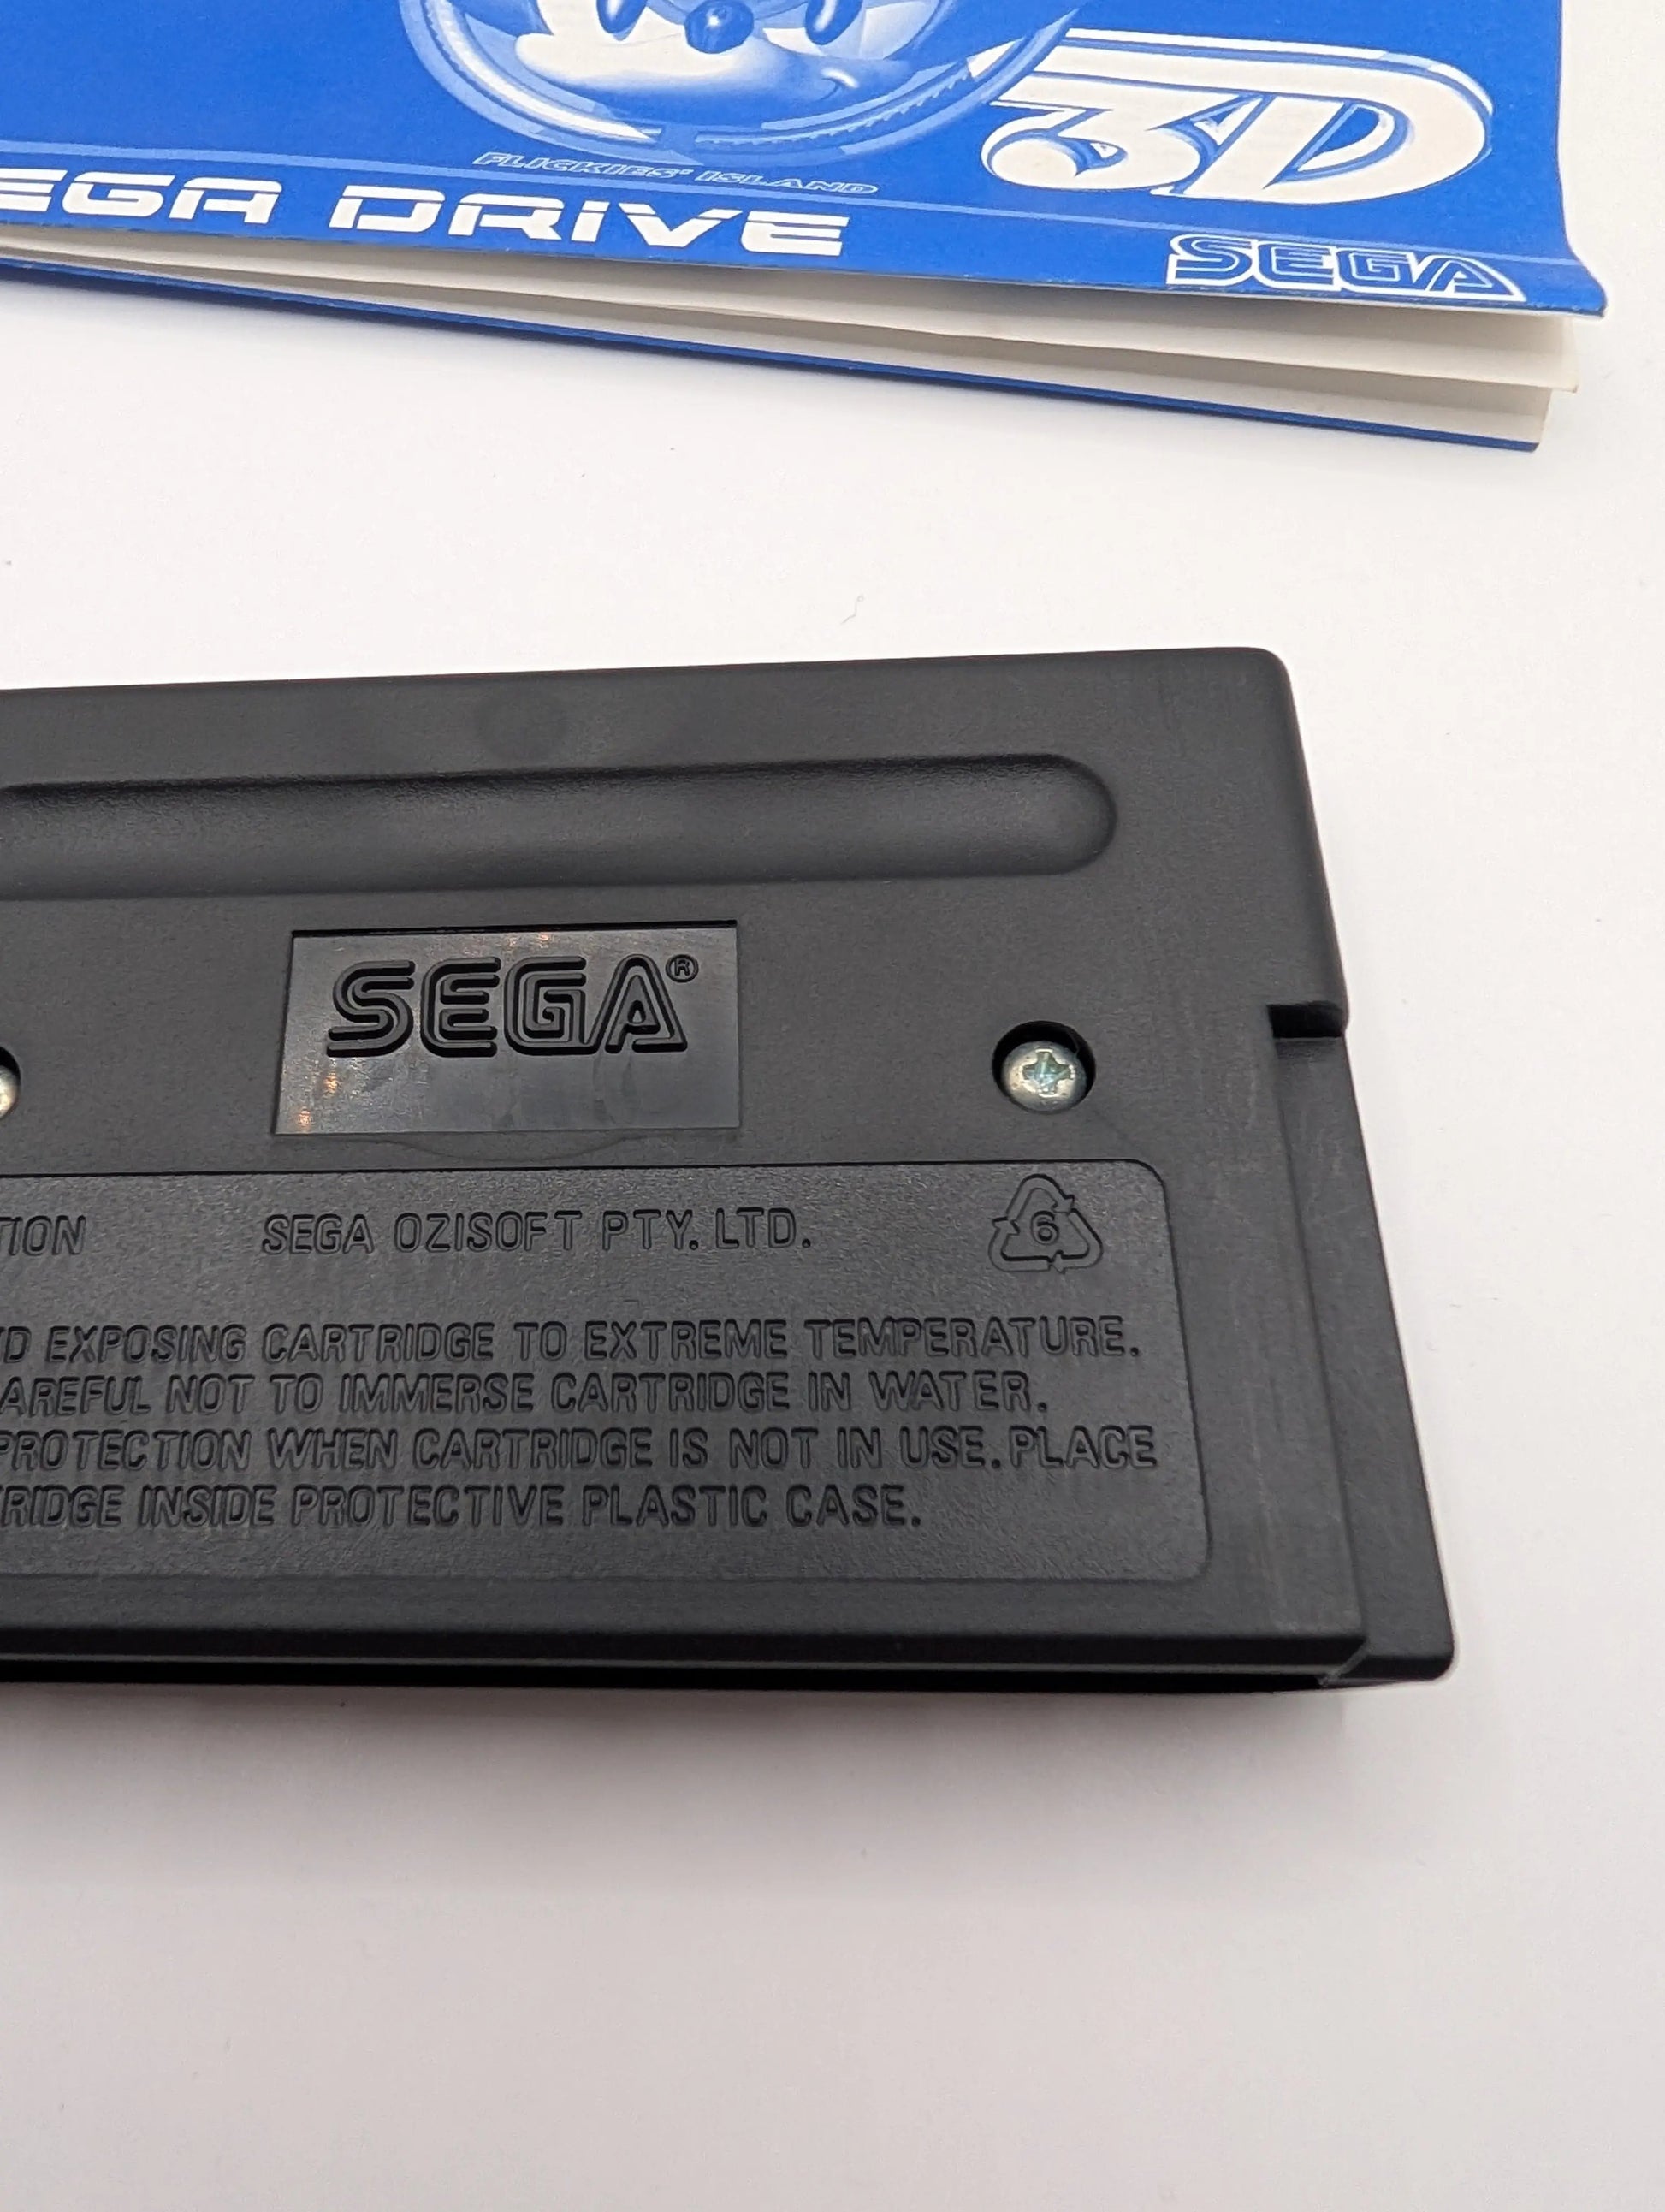 3D
FLICKIES' ISLAND
EGA DRIVE
SEGA
SEGA®
TION SEGA OZISOFT PTY. LTD. 6
ID EXPOSING CARTRIDGE TO EXTREME TEMPERATURE.
AREFUL NOT TO IMMERSE CARTRIDGE IN WATER.
PROTECTION WHEN CARTRIDGE IS NOT IN USE. PLACE
RIDGE INSIDE PROTECTIVE PLASTIC CASE.